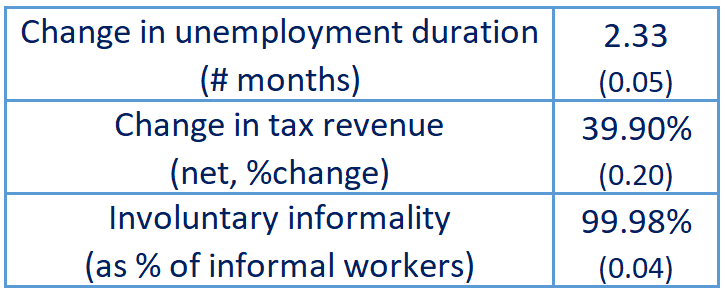 Change in unemployment duration
(# months)
2.33
(0.05)
Change in tax revenue
(net, %change)
39.90%
(0.20)
Involuntary informality
(as % of informal workers)
99.98%
(0.04)